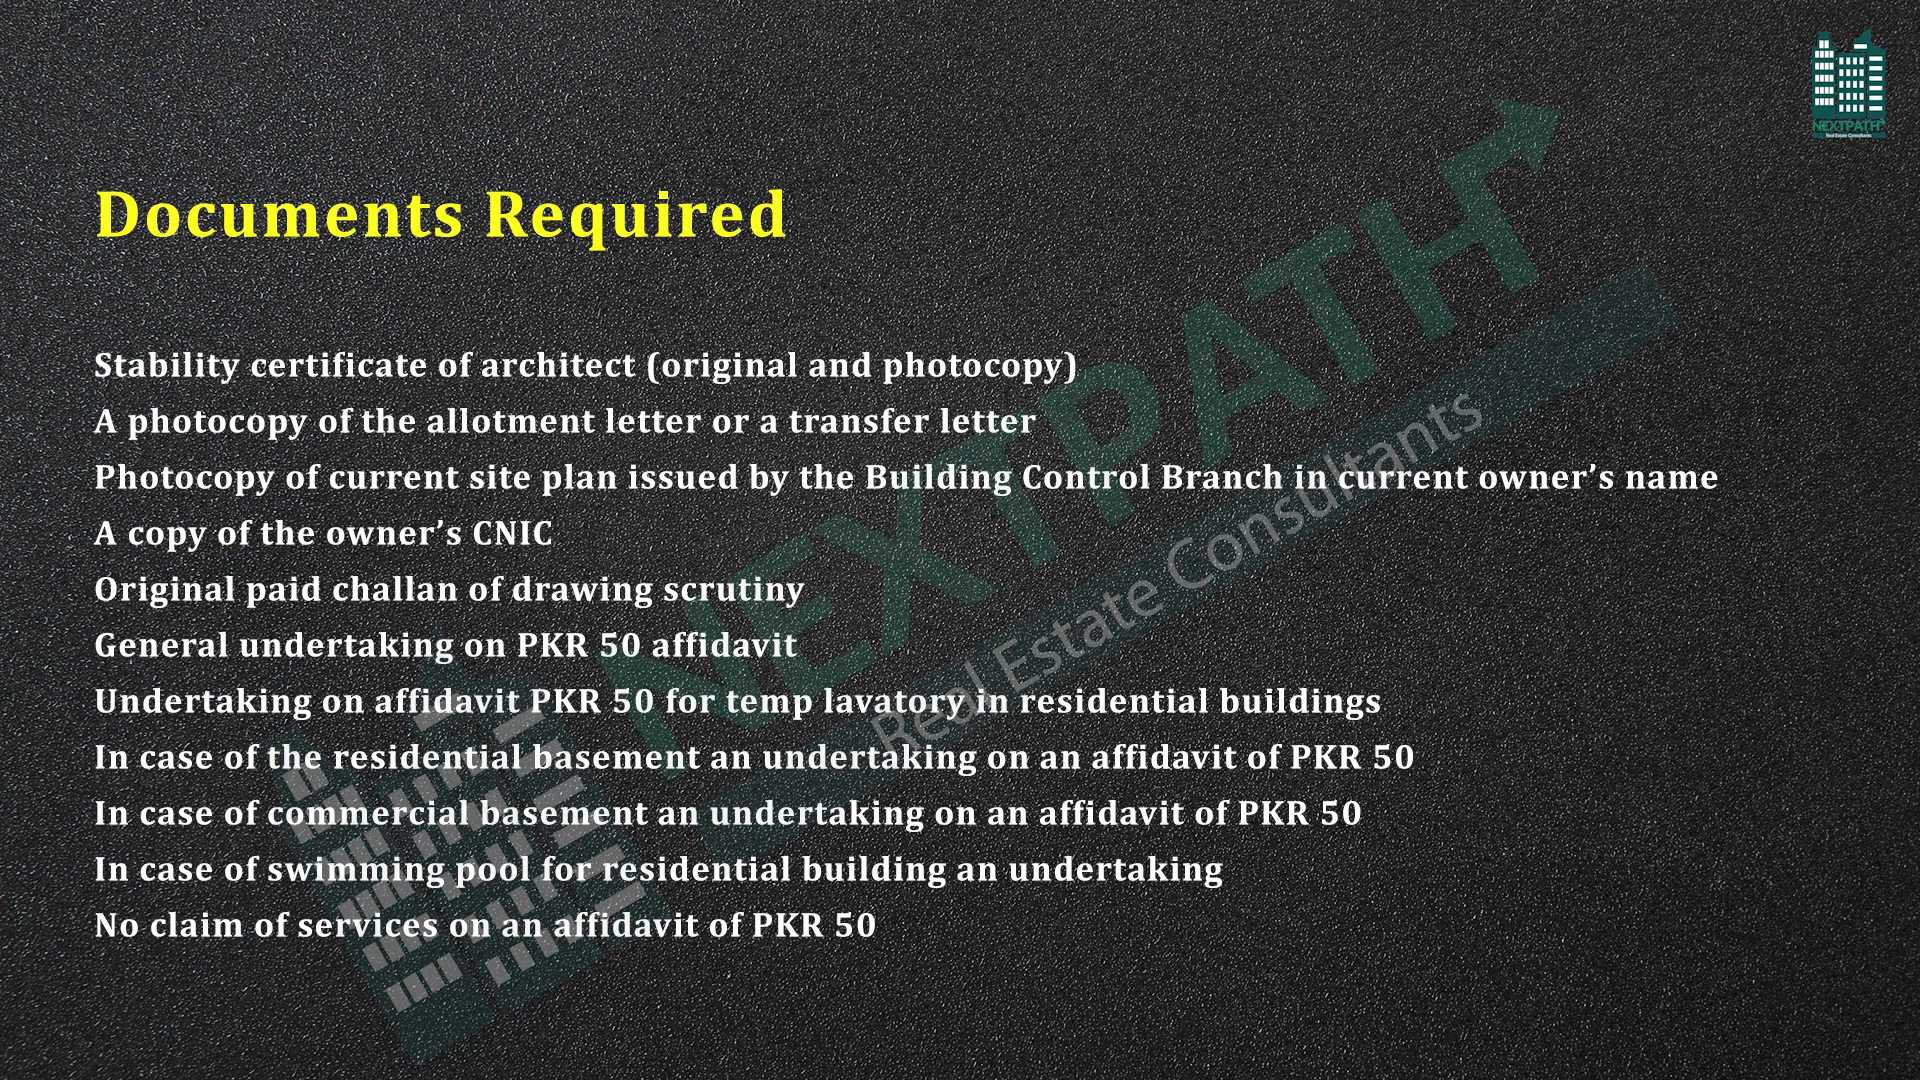 NEXTPATH
Real Estate Consultants
Documents Required
Stability certificate of architect (original and photocopy)
A photocopy of the allotment letter or a transfer letter
Photocopy of current site plan issued by the Building Control Branch in current owner’s name
A copy of the owner’s CNIC
Original paid challan of drawing scrutiny
General undertaking on PKR 50 affidavit
Undertaking on affidavit PKR 50 for temp lavatory in residential buildings
In case of the residential basement an undertaking on an affidavit of PKR 50
In case of commercial basement an undertaking on an affidavit of PKR 50
In case of swimming pool for residential building an undertaking
No claim of services on an affidavit of PKR 50
NEXTPATH
Real Estate Consultants